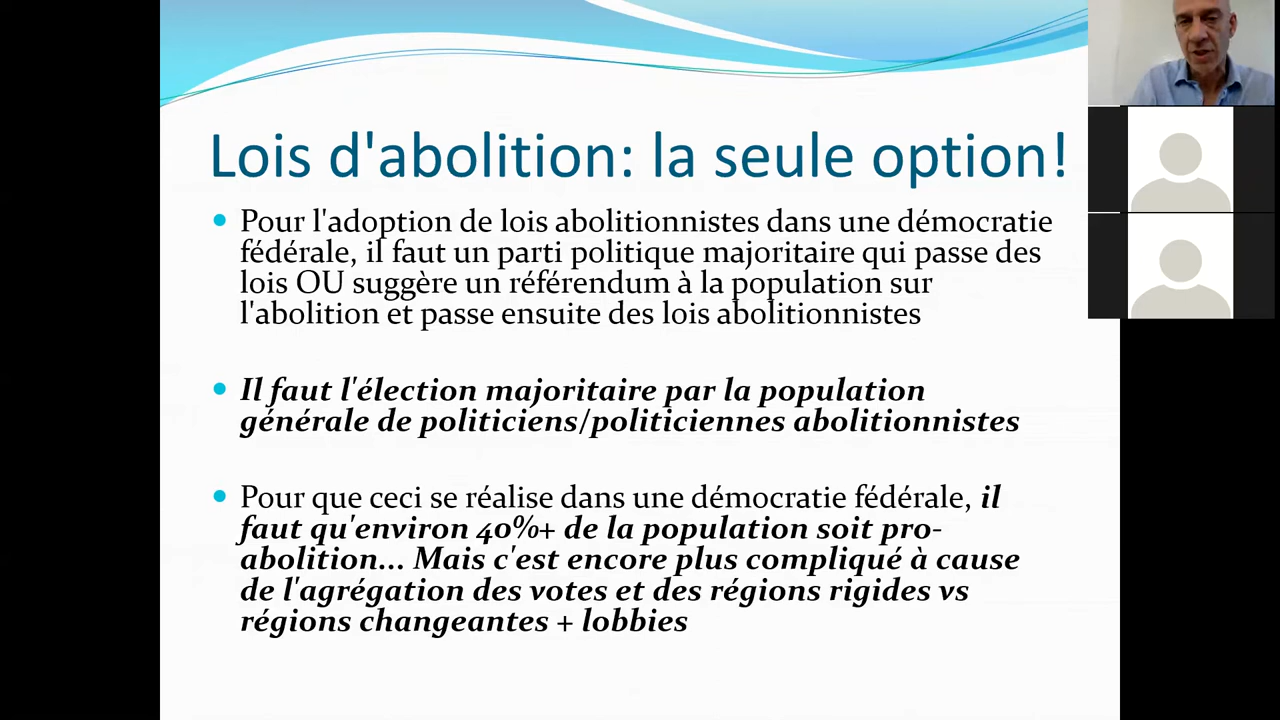 Lois d'abolition: la seule option!
• Pour l'adoption de lois abolitionnistes dans une démocratie
fédérale, il faut un parti politique majoritaire qui passe des
lois OU suggère un référendum à la population sur
l'abolition et passe ensuite des lois abolitionnistes
• Il faut l'élection majoritaire par la population
générale de politiciens/politiciennes abolitionnistes
• Pour que ceci se réalise dans une démocratie fédérale, il
faut qu'environ 40%+ de la population soit pro-
abolition... Mais c'est encore plus compliqué à cause
de l'agrégation des votes et des régions rigides vs
régions changeantes + lobbies